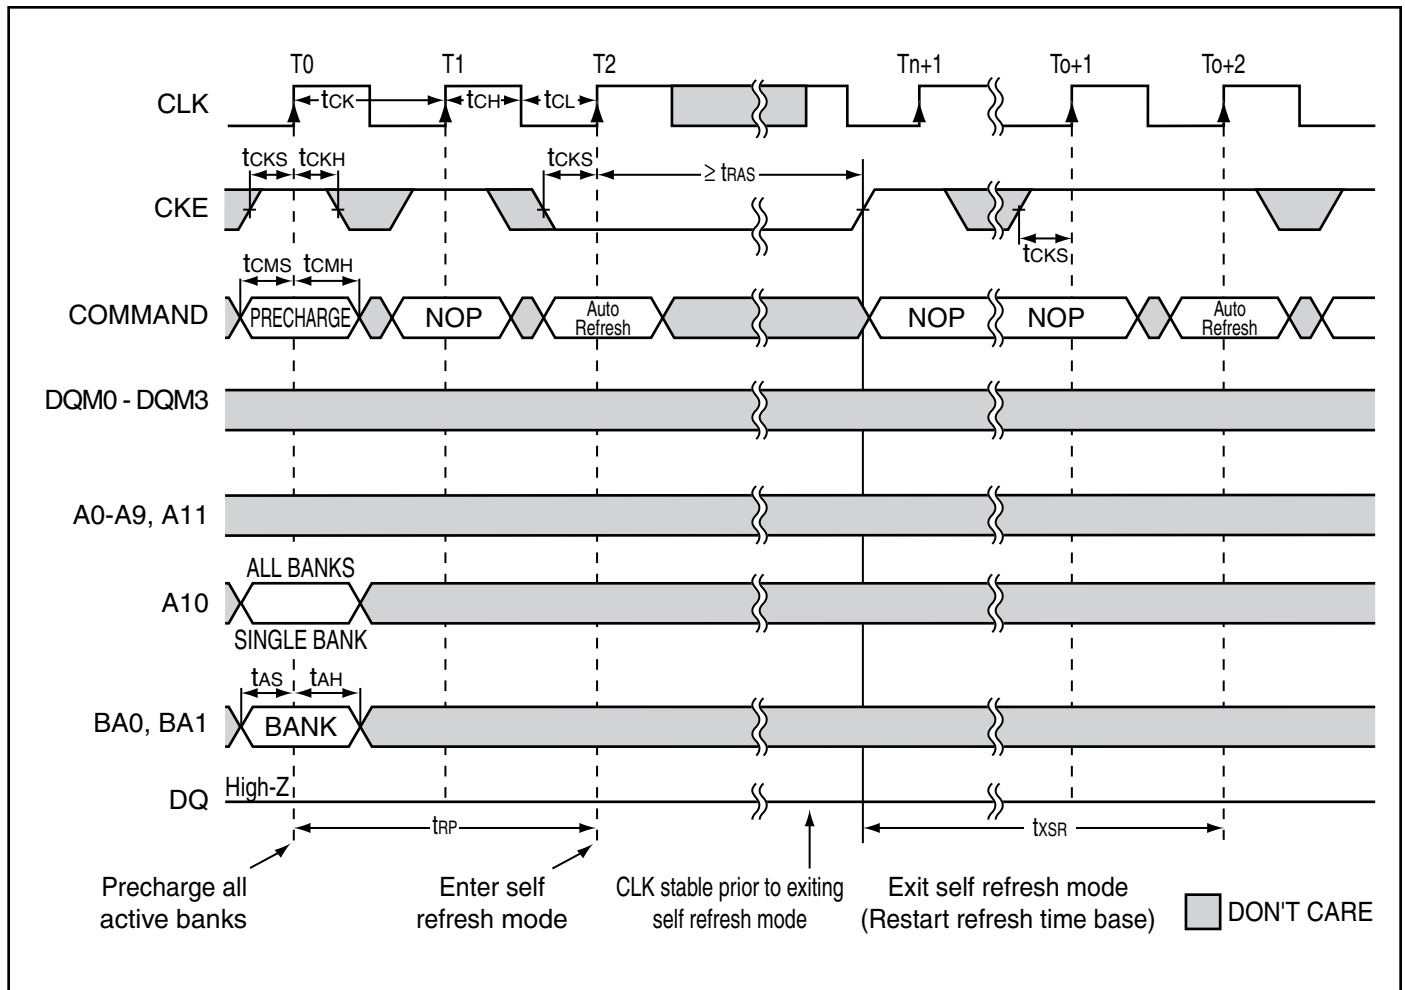 T0 T1 T2 Tn+1 To+1 To+2
CLK tCK tCH tCL
tCKS tCKH tCKS ≥ tRAS
CKE
tCKS
tCMS tCMH
COMMAND PRECHARGE NOP Auto Refresh NOP NOP Auto Refresh
DQM0 - DQM3
A0-A9, A11
ALL BANKS
A10
SINGLE BANK
tAS tAH
BA0, BA1 BANK
DQ High-Z
tRP tXSR
Precharge all
active banks
Enter self
refresh mode
CLK stable prior to exiting
self refresh mode
Exit self refresh mode
(Restart refresh time base)
DON'T CARE